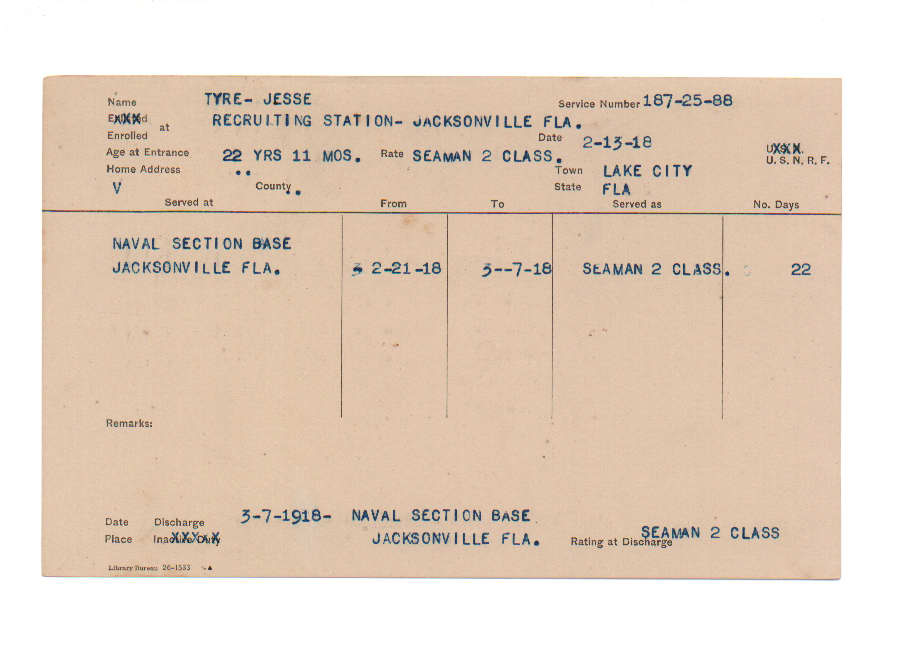 Name TYRE- JESSE Service Number 187-25-88
Enrolled at RECRUITING STATION- JACKSONVILLE FLA.
Date 2-13-18
Age at Entrance 22 YRS 11 MOS. Rate SEAMAN 2 CLASS. U. S. N. R. F.
Home Address .. Town LAKE CITY
V County . State FLA
Served at From To Served as No. Days
NAVAL SECTION BASE
JACKSONVILLE FLA. 2-21-18 3--7-18 SEAMAN 2 CLASS. 22
Remarks:
Date Discharge 3-7-1918- NAVAL SECTION BASE
Place Inactive Duty JACKSONVILLE FLA. Rating at Discharge SEAMAN 2 CLASS
Library Bureau 26-1533